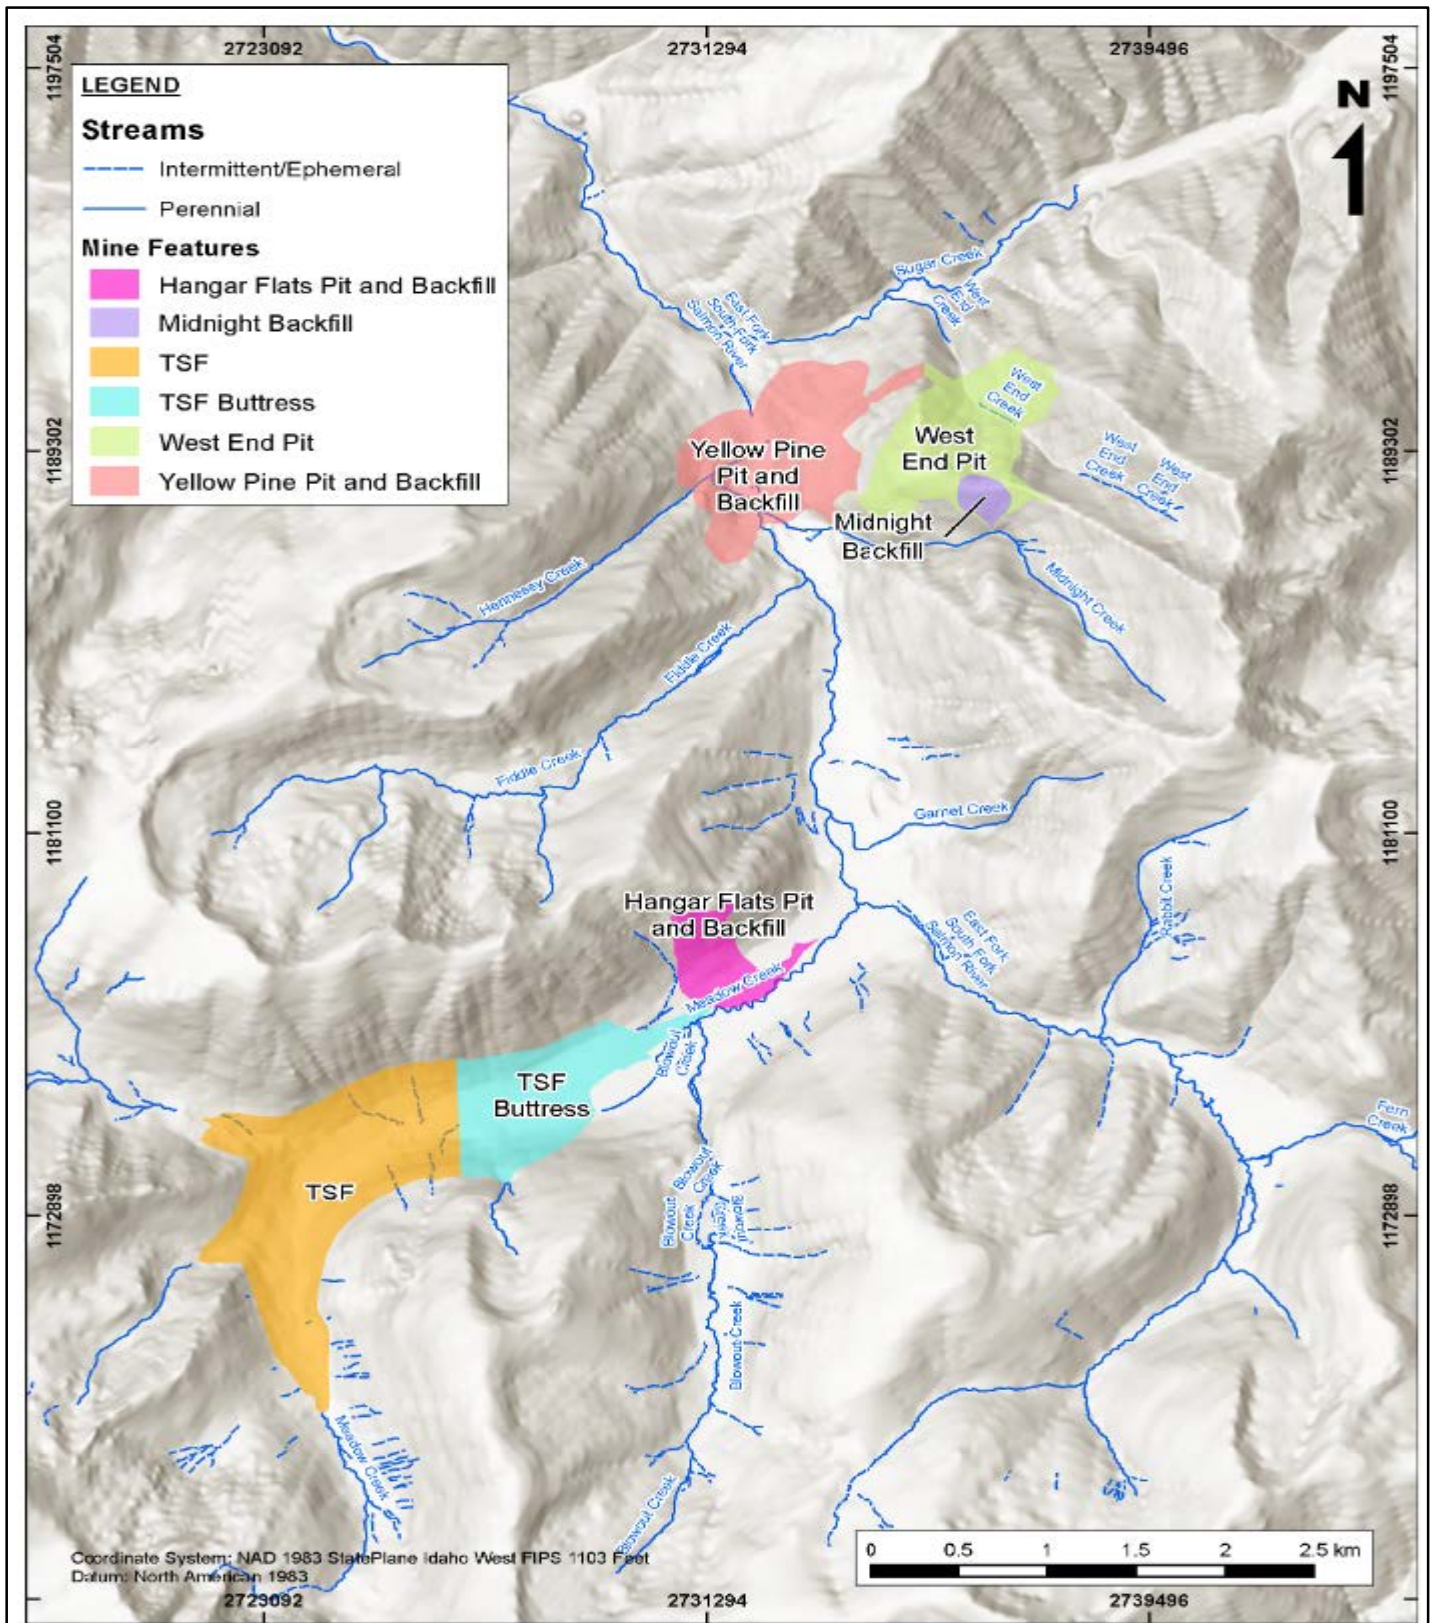 2723092
2731294
2739496
1197504
1197504
LEGEND
N
Streams
Intermittent/Ephemeral
Perennial
Mine Features
Hangar Flats Pit and Backfill
Midnight Backfill
TSF
TSF Buttress
West End Pit
Yellow Pine Pit and Backfill
Sugar Creek
West
End
Creek
East Fork
South Fork
Salmon River
West
End
Creek
1189302
1189302
Yellow Pine
Pit and
Backfill
West
End Pit
West
End
Creek
West
End
Creek
Midnight
Backfill
Hennessy Creek
Midnight Creek
Fiddle Creek
Fiddle Creek
Garnet Creek
1181100
1181100
Rabbit Creek
Hangar Flats Pit
and Backfill
East Fork
South Fork
Salmon River
Meadow Creek
Blowout
Creek
TSF
Buttress
Fern
Creek
TSF
Blowout
Creek
Blowout
Creek
Blowout
Creek
1172898
1172898
Blowout Creek
Meadow Creek
Blowout Creek
Coordinate System: NAD 1983 StatePlane Idaho West FIPS 1103 Feet
Datum: North American 1983
0 0.5 1 1.5 2 2.5 km
2723092
2731294
2739496